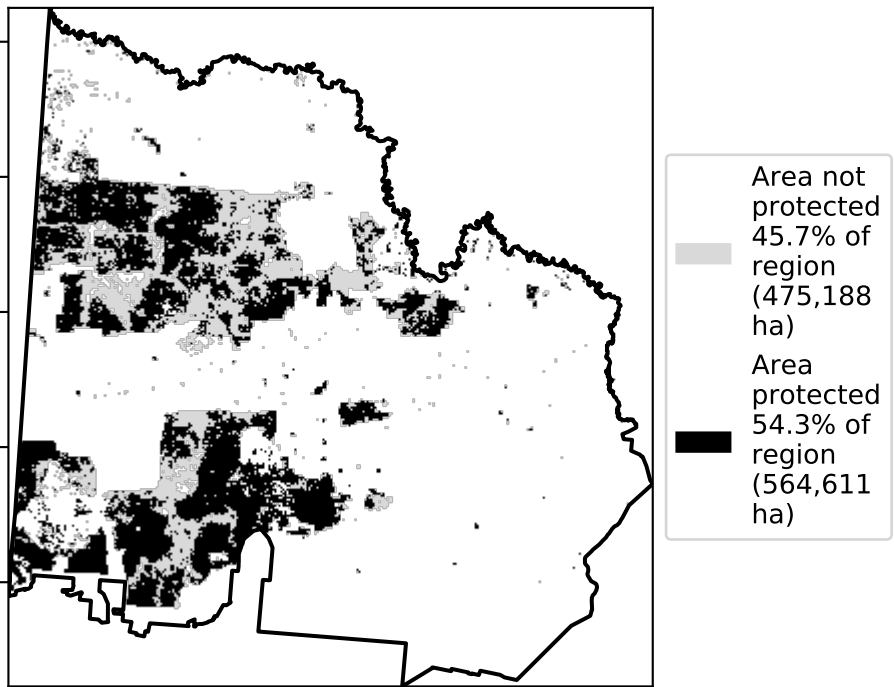 Area not
protected
45.7% of
region
(475,188
ha)
Area
protected
54.3% of
region
(564,611
ha)